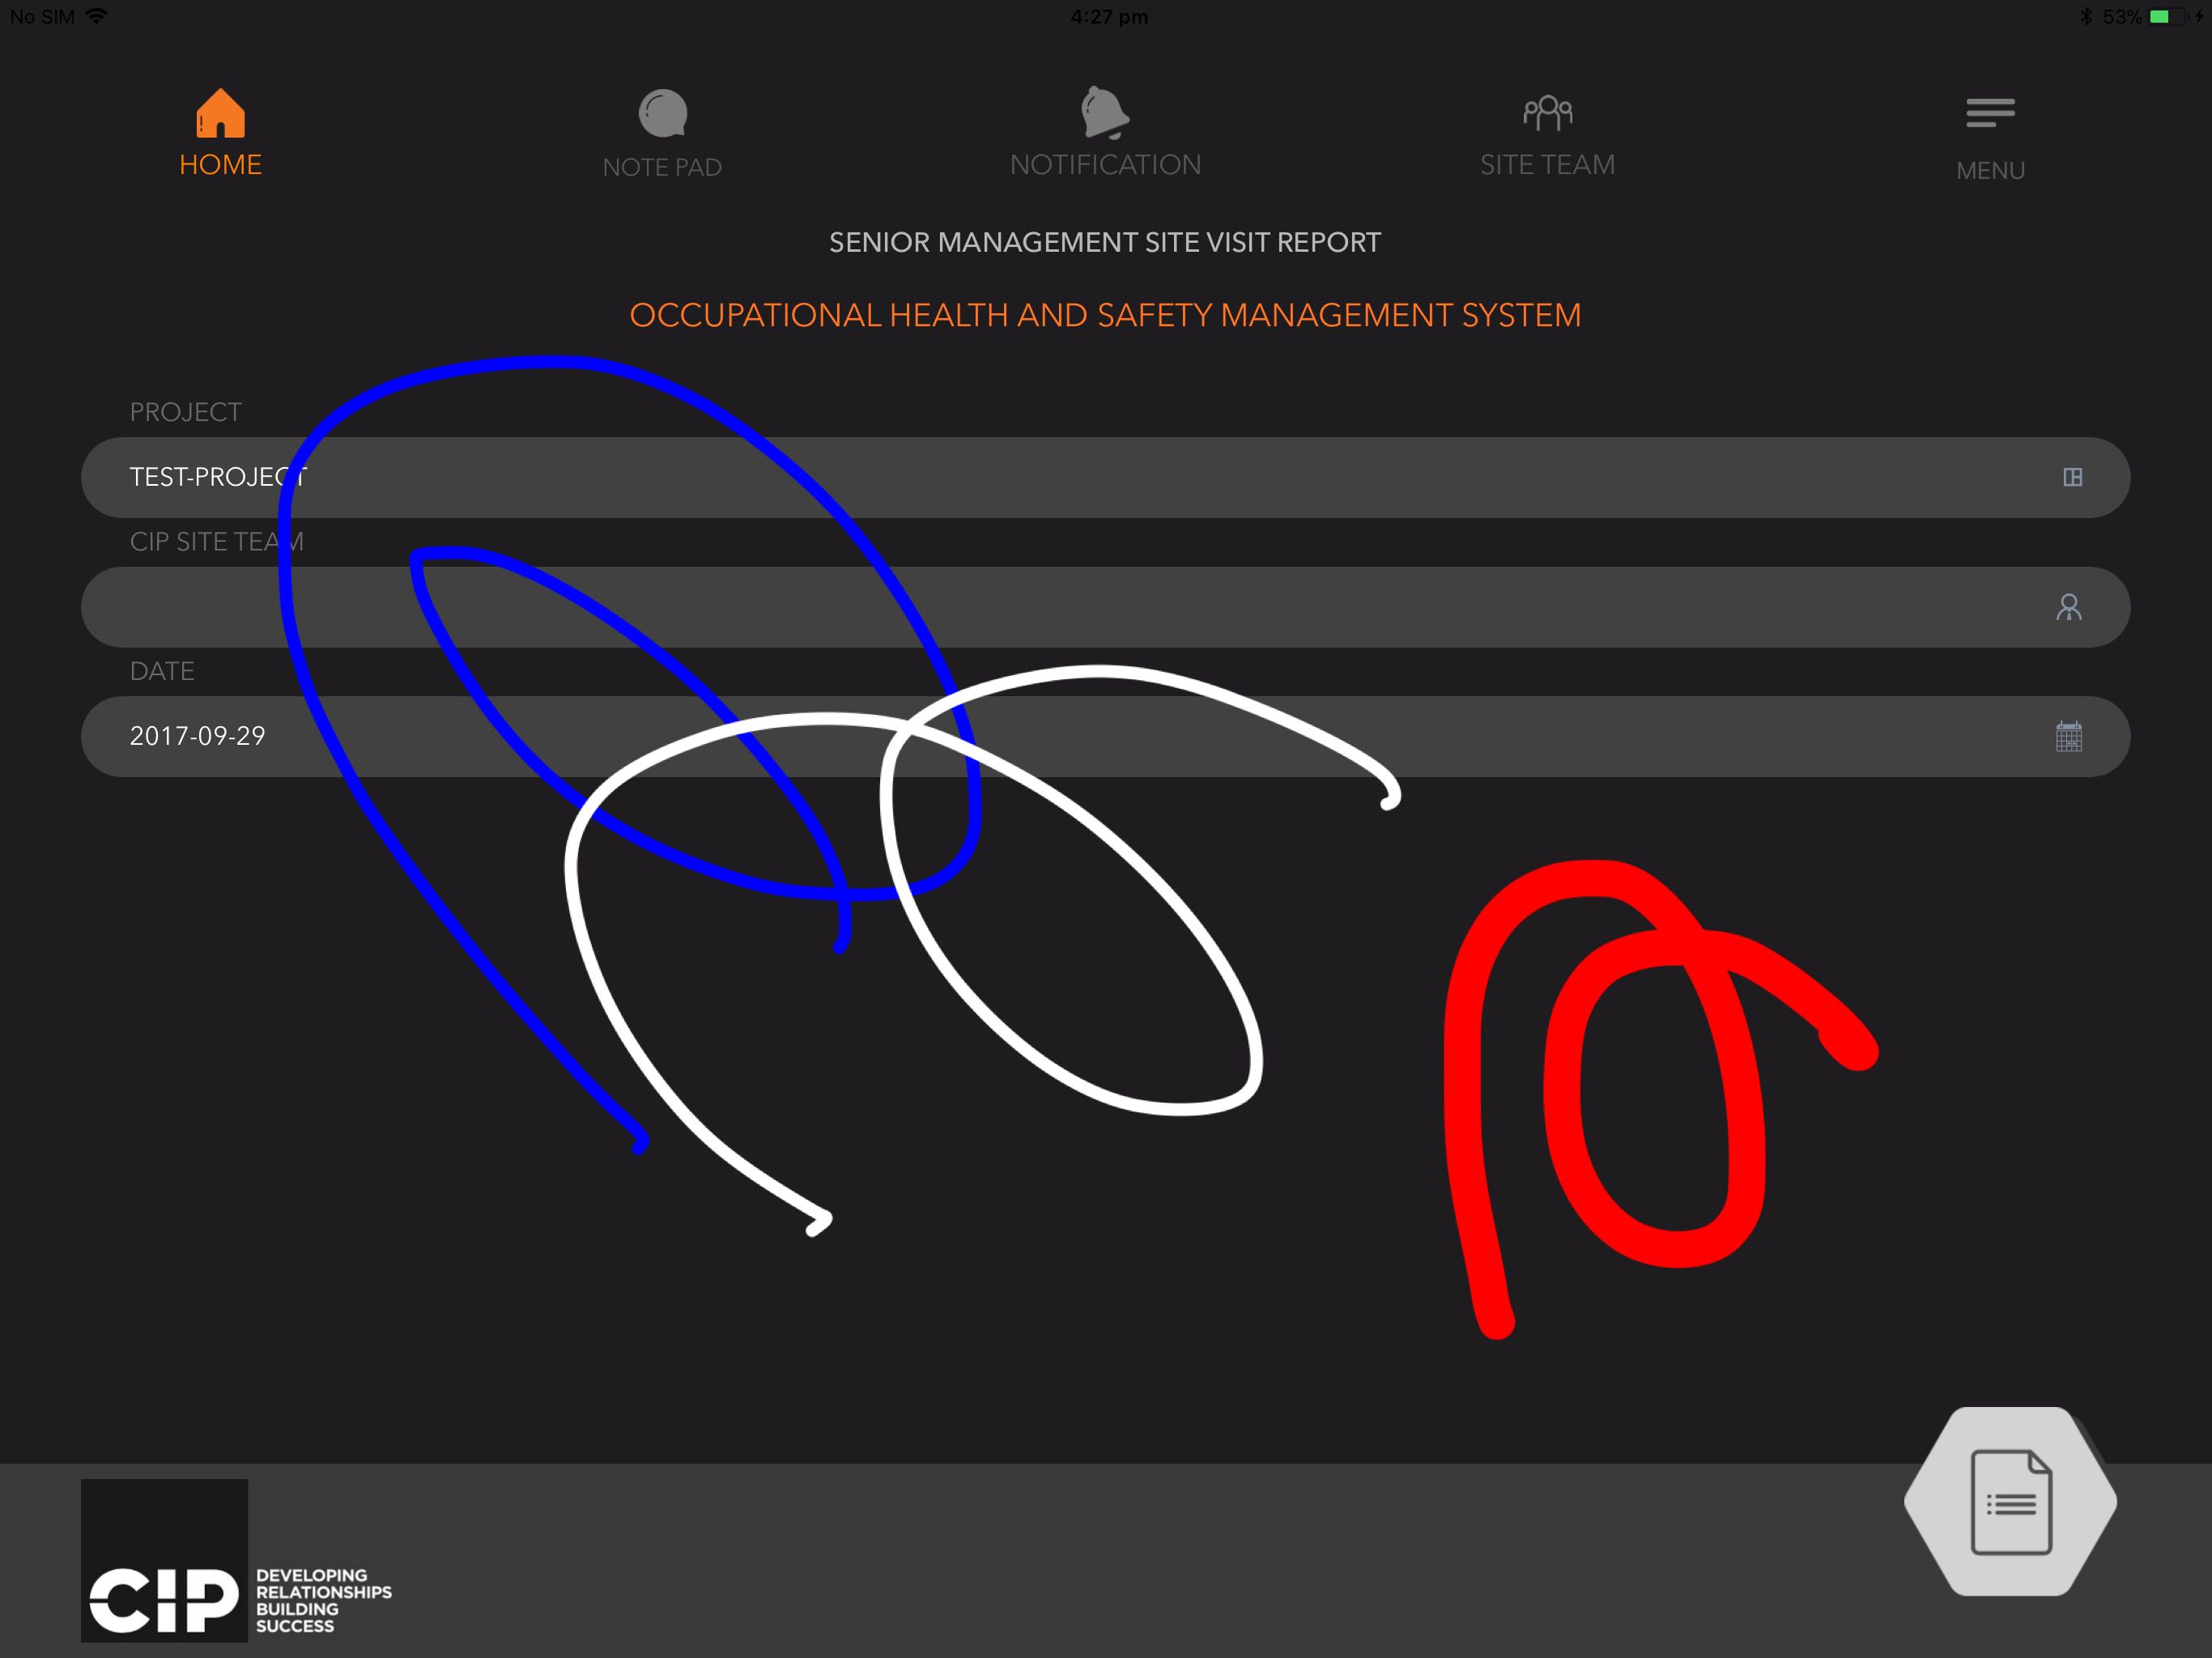 No SIM 4:27 pm 53%
HOME NOTE PAD NOTIFICATION SITE TEAM MENU
SENIOR MANAGEMENT SITE VISIT REPORT
OCCUPATIONAL HEALTH AND SAFETY MANAGEMENT SYSTEM
PROJECT
TEST-PROJECT
CIP SITE TEAM
DATE
2017-09-29
CIP
DEVELOPING
RELATIONSHIPS
BUILDING
SUCCESS